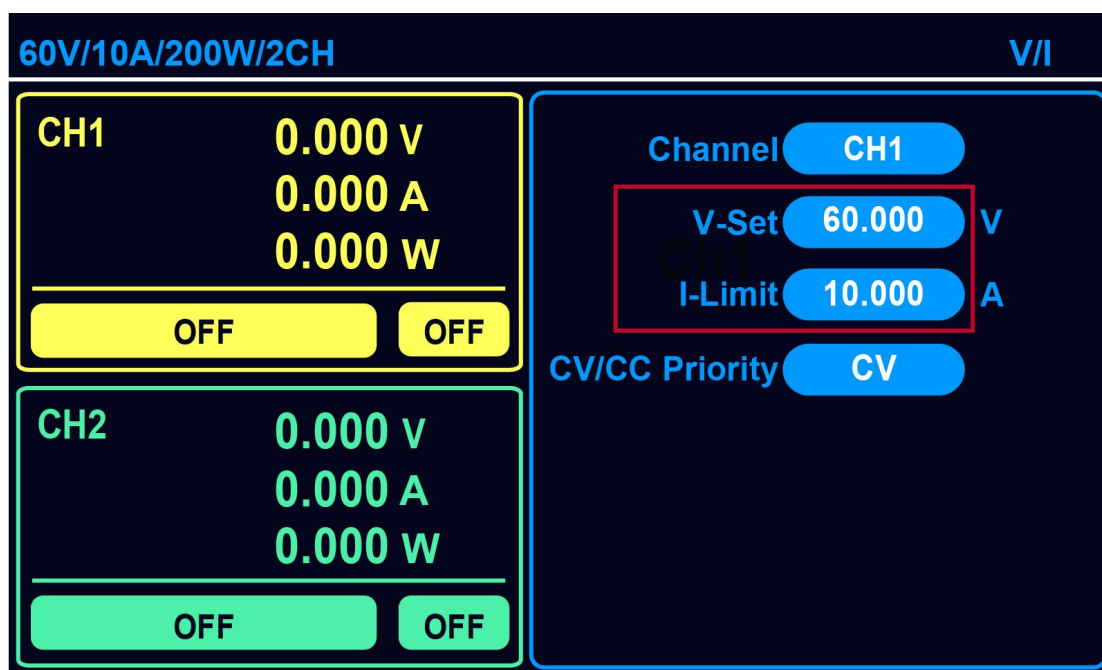 60V/10A/200W/2CH V/I
CH1 0.000 V
0.000 A
0.000 W
OFF OFF
CH2 0.000 V
0.000 A
0.000 W
OFF OFF
Channel CH1
V-Set 60.000 V
Ch1
I-Limit 10.000 A
CV/CC Priority CV